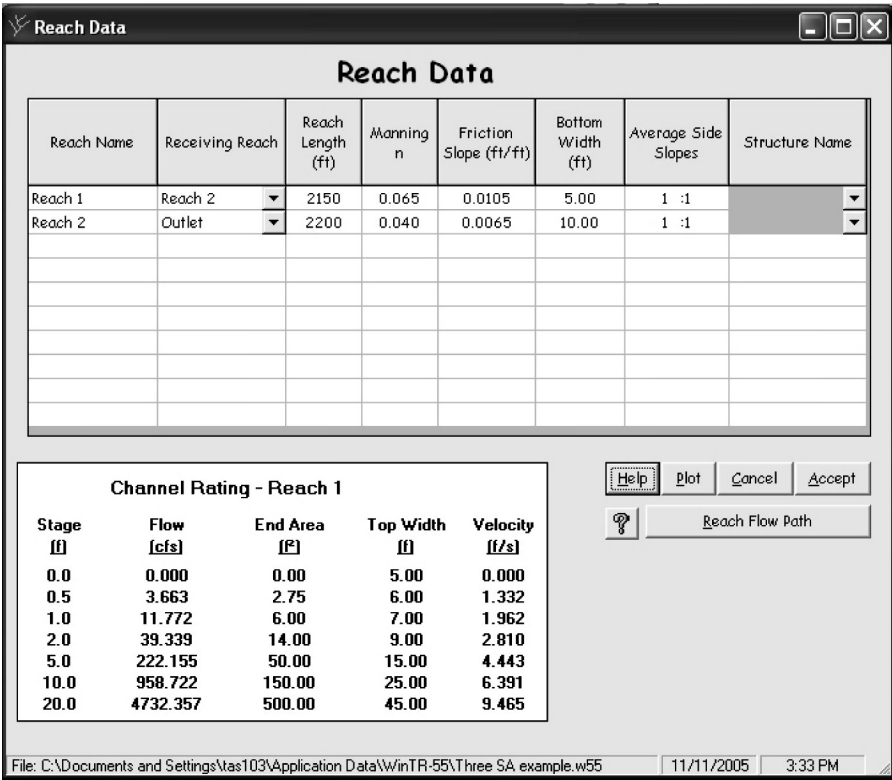 Reach Data
Reach Data
Reach Name Receiving Reach Reach Length (ft) Manning n Friction Slope (ft/ft) Bottom Width (ft) Average Side Slopes Structure Name
Reach 1 Reach 2 2150 0.065 0.0105 5.00 1 :1
Reach 2 Outlet 2200 0.040 0.0065 10.00 1 :1
Channel Rating - Reach 1
Stage Flow End Area Top Width Velocity
(f) (cfs) (f²) (f) (f/s)
0.0 0.000 0.00 5.00 0.000
0.5 3.663 2.75 6.00 1.332
1.0 11.772 6.00 7.00 1.962
2.0 39.339 14.00 9.00 2.810
5.0 222.155 50.00 15.00 4.443
10.0 958.722 150.00 25.00 6.391
20.0 4732.357 500.00 45.00 9.465
Help Plot Cancel Accept
? Reach Flow Path
File: C:\Documents and Settings\tas103\Application Data\WinTR-55\Three SA example.w55 11/11/2005 3:33 PM